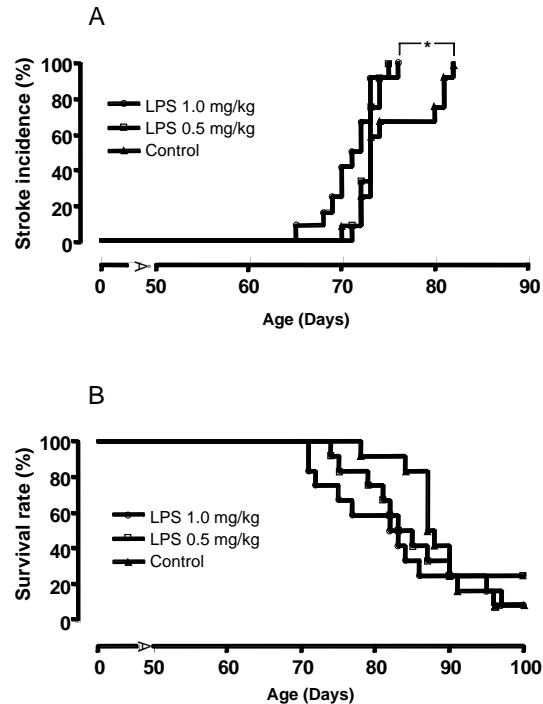 A
Stroke incidence (%)
100
80
60
40
20
0
LPS 1.0 mg/kg
LPS 0.5 mg/kg
Control
*
0 50 60 70 80 90
Age (Days)
B
Survival rate (%)
100
80
60
40
20
0
LPS 1.0 mg/kg
LPS 0.5 mg/kg
Control
0 50 60 70 80 90 100
Age (Days)